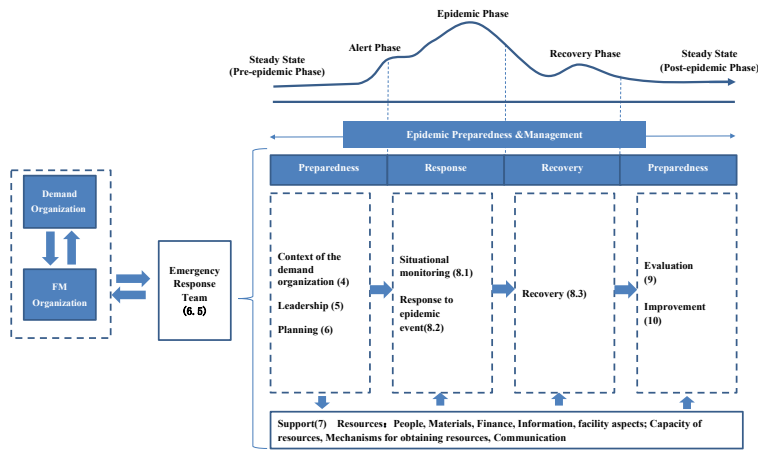 Epidemic Phase
Alert Phase
Recovery Phase
Steady State
(Pre-epidemic Phase)
Steady State
(Post-epidemic Phase)
Epidemic Preparedness &Management
Preparedness
Response
Recovery
Preparedness
Demand
Organization
FM
Organization
Emergency
Response
Team
(6.5)
Context of the
demand
organization (4)
Leadership (5)
Planning (6)
Situational
monitoring (8.1)
Response to
epidemic
event(8.2)
Recovery (8.3)
Evaluation
(9)
Improvement
(10)
Support(7) Resources：People, Materials, Finance, Information, facility aspects; Capacity of
resources, Mechanisms for obtaining resources, Communication